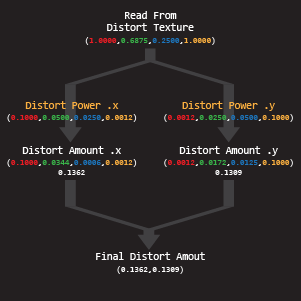 Read From
Distort Texture
(1.0000,0.6875,0.2500,1.0000)
Distort Power .x
(0.1000,0.0500,0.0250,0.0012)
Distort Power .y
(0.0012,0.0250,0.0500,0.1000)
Distort Amount .x
(0.1000,0.0344,0.0006,0.0012)
0.1362
Distort Amount .y
(0.0012,0.0172,0.0125,0.1000)
0.1309
Final Distort Amout
(0.1362,0.1309)